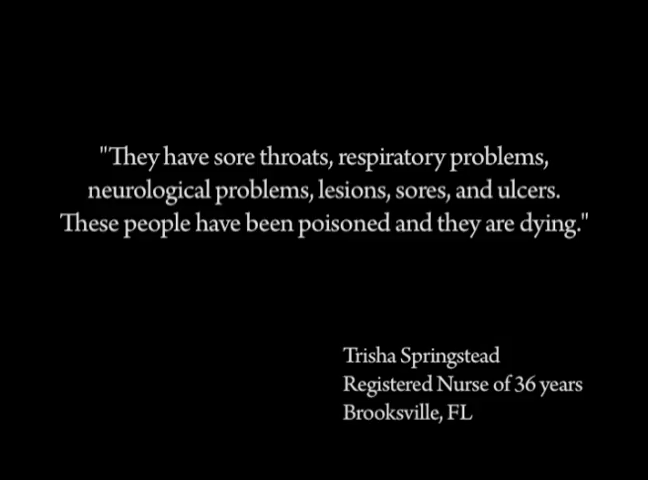 "They have sore throats, respiratory problems,
neurological problems, lesions, sores, and ulcers.
These people have been poisoned and they are dying."
Trisha Springstead
Registered Nurse of 36 years
Brooksville, FL